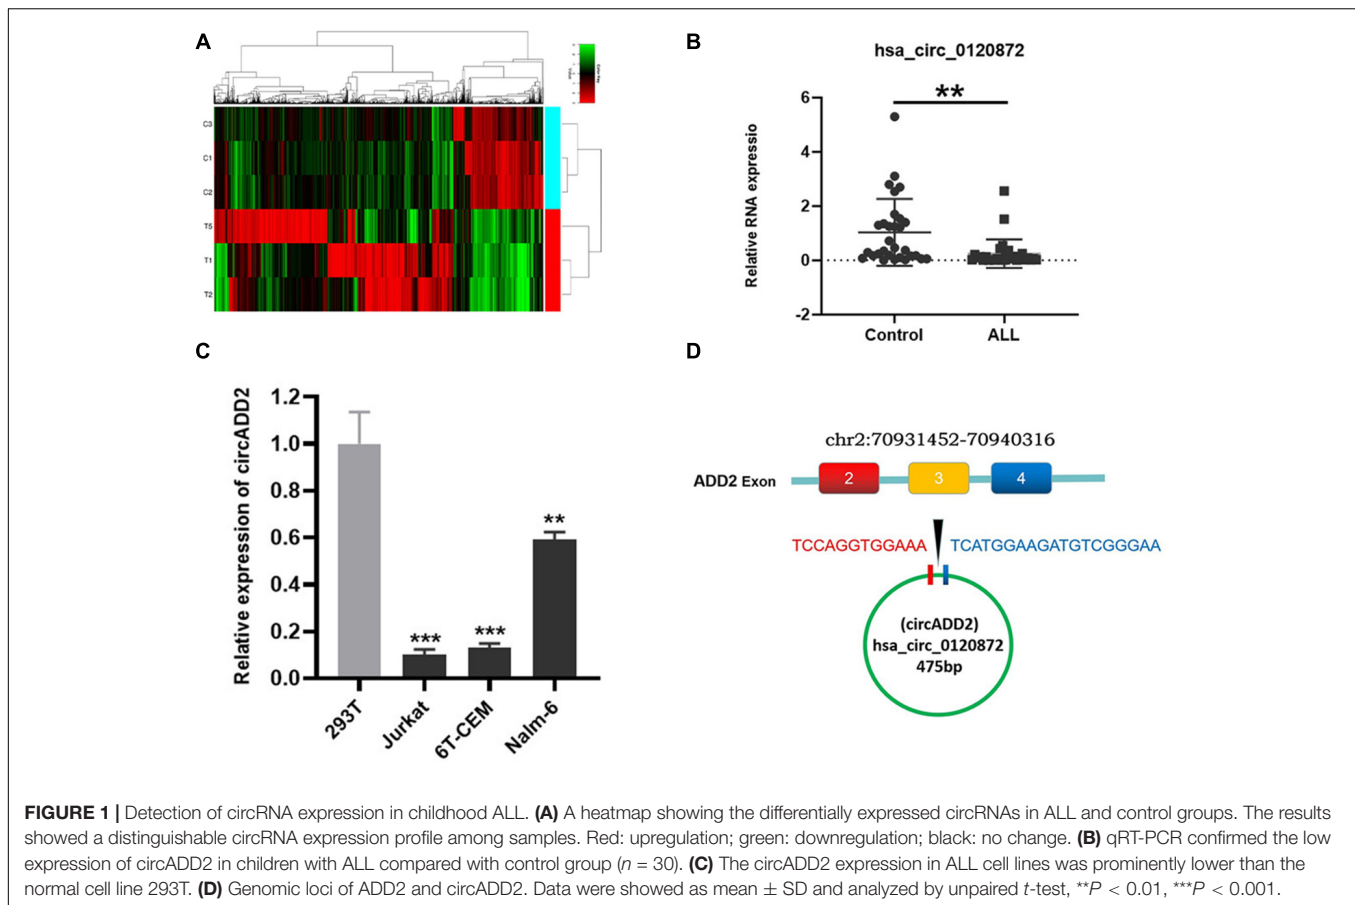 A
C3
C1
C2
T5
T1
T2
B
hsa_circ_0120872
**
Relative RNA expressio
6
4
2
0
-2
Control
ALL
C
Relative expression of circADD2
1.2
1.0
0.8
0.6
0.4
0.2
0.0
***
***
**
293T
Jurkat
6T-CEM
Nalm-6
D
chr2:70931452-70940316
ADD2 Exon
2
3
4
TCCAGGTGGAAA
TCATGGAAGATGTCGGGAA
(circADD2)
hsa_circ_0120872
475bp
FIGURE 1 | Detection of circRNA expression in childhood ALL. (A) A heatmap showing the differentially expressed circRNAs in ALL and control groups. The results
showed a distinguishable circRNA expression profile among samples. Red: upregulation; green: downregulation; black: no change. (B) qRT-PCR confirmed the low
expression of circADD2 in children with ALL compared with control group (n = 30). (C) The circADD2 expression in ALL cell lines was prominently lower than the
normal cell line 293T. (D) Genomic loci of ADD2 and circADD2. Data were showed as mean ± SD and analyzed by unpaired t-test, **P < 0.01, ***P < 0.001.